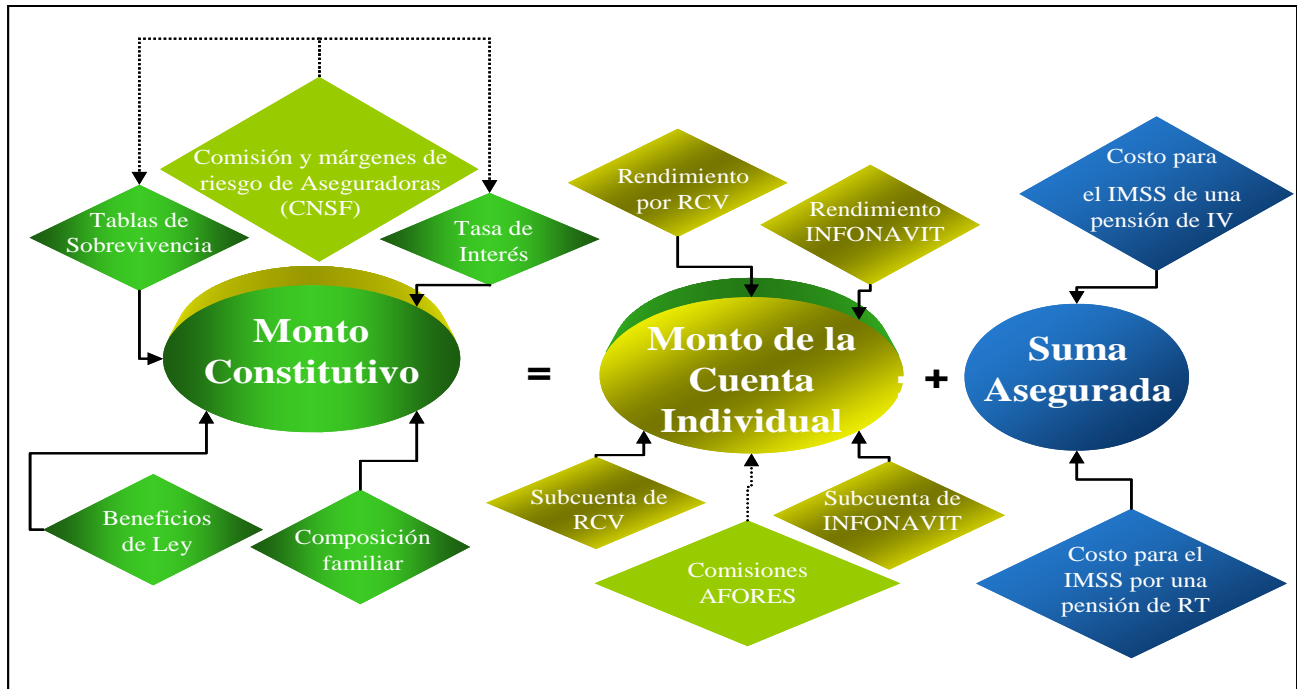 Comisión y márgenes de
riesgo de Aseguradoras
(CNSF)
Tablas de
Sobrevivencia
Tasa de
Interés
Monto
Constitutivo
Beneficios
de Ley
Composición
familiar
=
Rendimiento
por RCV
Rendimiento
INFONAVIT
Monto de la
Cuenta
Individual
Subcuenta de
RCV
Subcuenta de
INFONAVIT
Comisiones
AFORES
+
Costo para
el IMSS de una
pensión de IV
Suma
Asegurada
Costo para el
IMSS por una
pensión de RT